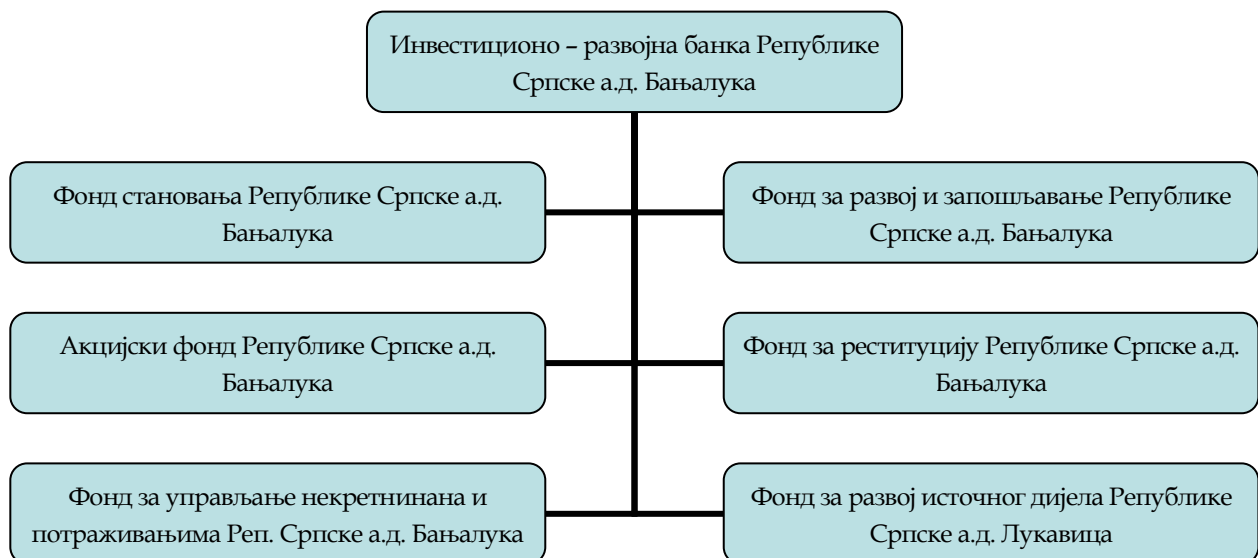 Инвестиционо – развојна банка Републике
Српске а.д. Бањалука
Фонд становања Републике Српске а.д.
Бањалука
Фонд за развој и запошљавање Републике
Српске а.д. Бањалука
Акцијски фонд Републике Српске а.д.
Бањалука
Фонд за реституцију Републике Српске а.д.
Бањалука
Фонд за управљање некретнинана и
потраживањима Реп. Српске а.д. Бањалука
Фонд за развој источног дијела Републике
Српске а.д. Лукавица